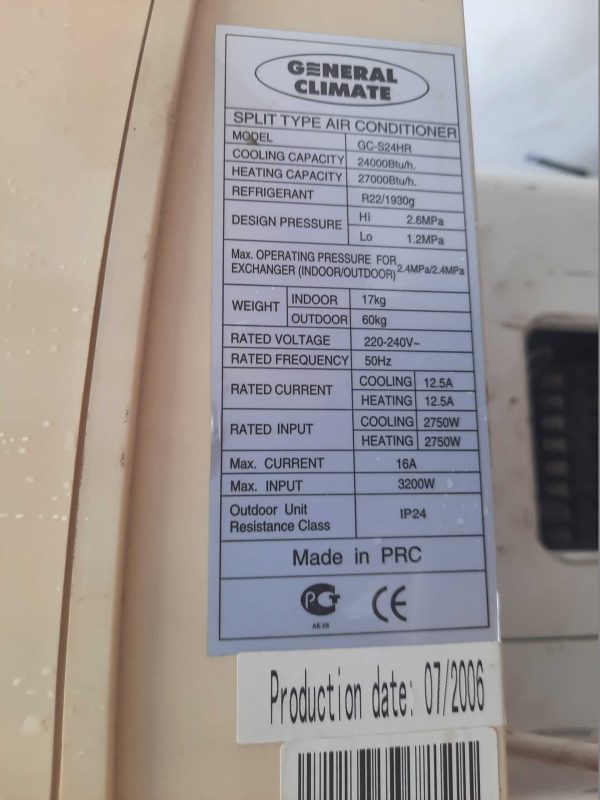 GENERAL
CLIMATE
SPLIT TYPE AIR CONDITIONER
MODEL GC-S24HR
COOLING CAPACITY 24000Btu/h.
HEATING CAPACITY 27000Btu/h.
REFRIGERANT R22/1930g
DESIGN PRESSURE Hi 2.6MPa
Lo 1.2MPa
Max. OPERATING PRESSURE FOR
EXCHANGER (INDOOR/OUTDOOR) 2.4MPa/2.4MPa
WEIGHT INDOOR 17kg
OUTDOOR 60kg
RATED VOLTAGE 220-240V~
RATED FREQUENCY 50Hz
RATED CURRENT COOLING 12.5A
HEATING 12.5A
RATED INPUT COOLING 2750W
HEATING 2750W
Max. CURRENT 16A
Max. INPUT 3200W
Outdoor Unit
Resistance Class IP24
Made in PRC
РСТ CE
АЕ 25
Production date: 07/2006